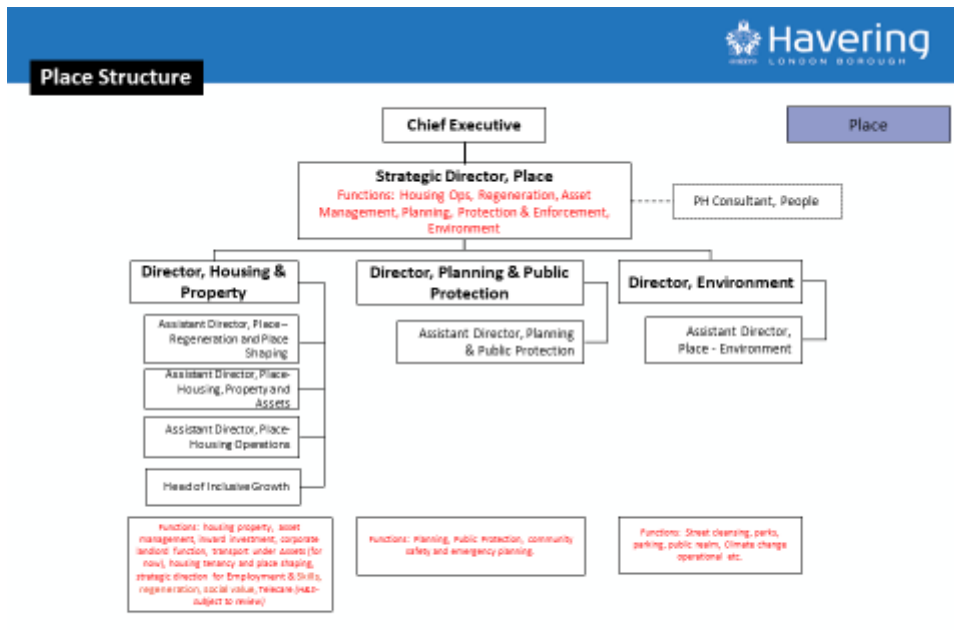 Havering
LONDON BOROUGH
Place Structure
Chief Executive
Place
Strategic Director, Place
Functions: Housing Ops, Regeneration, Asset
Management, Planning, Protection & Enforcement,
Environment
PH Consultant, People
Director, Housing &
Property
Director, Planning & Public
Protection
Director, Environment
Assistant Director, Place –
Regeneration and Place
Shaping
Assistant Director, Planning
& Public Protection
Assistant Director,
Place - Environment
Assistant Director, Place-
Housing, Property and
Assets
Assistant Director, Place-
Housing Operations
Head of Inclusive Growth
Functions: housing property, asset
management, inward investment, corporate
landlord function, transport under Assets (for
now), housing tenancy and place shaping,
strategic direction for Employment & Skills,
regeneration, social value, Telecare
subject to review)
Functions: Planning, Public Protection, community
safety and emergency planning.
Functions: Street cleansing, parks,
parking, public realm, Climate change
operational etc.